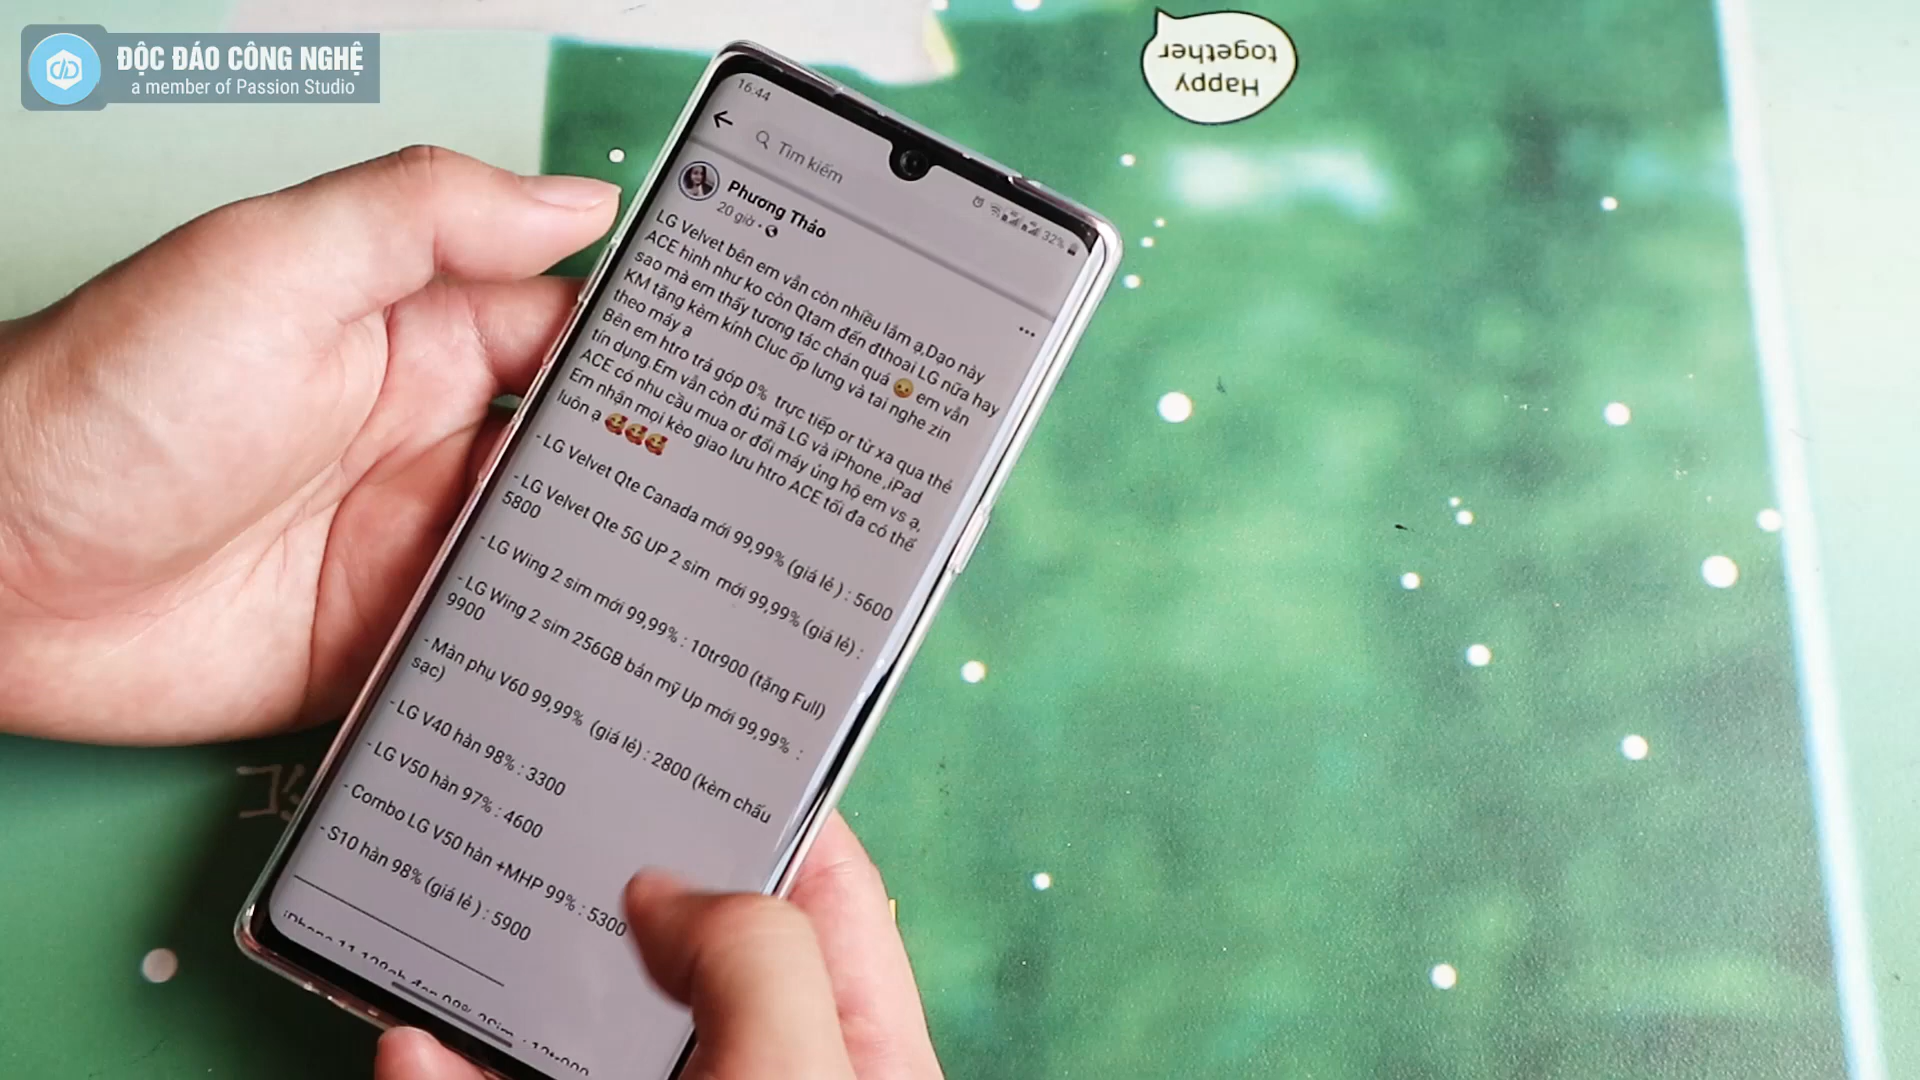 ĐỘC ĐÁO CÔNG NGHỆ
a member of Passion Studio
Happy
together
16:44
32%
Tìm kiếm
Phương Thảo
20 giờ
LG Velvet bên em vẫn còn nhiều lắm ạ,Dạo này
ACE hình như ko còn Qtam đến đthoai LG nữa hay
sao mà em thấy tương tác chán quá 😥 em vẫn
KM tặng kèm kính Cluc ốp lưng và tai nghe zin
theo máy ạ
Bên em htro trả góp 0% trực tiếp or từ xa qua thẻ
tín dụng.Em vẫn còn đủ mã LG và iPhone ,iPad
ACE có nhu cầu mua or đổi máy ủng hộ em vs ạ,
Em nhận mọi kèo giao lưu htro ACE tối đa có thể
luôn ạ 🥰🥰🥰
- LG Velvet Qte Canada mới 99,99% (giá lẻ ) : 5600
- LG Velvet Qte 5G UP 2 sim mới 99,99% (giá lẻ) :
5800
- LG Wing 2 sim mới 99,99% : 10tr900 (tặng Full)
- LG Wing 2 sim 256GB bản mỹ Up mới 99,99% :
9900
- Màn phụ V60 99,99% (giá lẻ) : 2800 (kèm chấu
sạc)
- LG V40 hàn 98% : 3300
- LG V50 hàn 97% : 4600
- Combo LG V50 hàn +MHP 99% : 5300
- S10 hàn 98% (giá lẻ ) : 5900